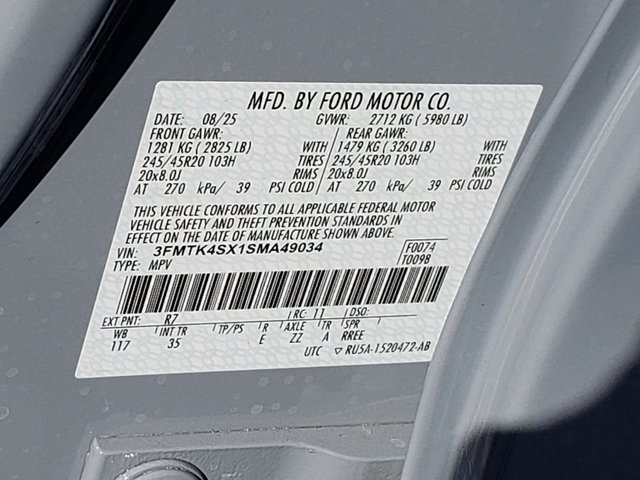 MFD. BY FORD MOTOR CO.
DATE: 08/25 GVWR: 2712 KG ( 5980 LB)
FRONT GAWR: REAR GAWR:
1281 KG ( 2825 LB) WITH 1479 KG ( 3260 LB) WITH
245/45R20 103H TIRES 245/45R20 103H TIRES
20x8.0J RIMS 20x8.0J RIMS
AT 270 kPa/ 39 PSI COLD AT 270 kPa/ 39 PSI COLD
THIS VEHICLE CONFORMS TO ALL APPLICABLE FEDERAL MOTOR
VEHICLE SAFETY AND THEFT PREVENTION STANDARDS IN
EFFECT ON THE DATE OF MANUFACTURE SHOWN ABOVE.
VIN: 3FMTK4SX1SMA49034 F0074
TYPE: MPV T0098
EXT PNT: R7 RC: 11 DSO:
WB INT TR TP/PS R AXLE TR SPR
117 35 E ZZ A RREE
UTC ▽ RU5A-1520472-AB